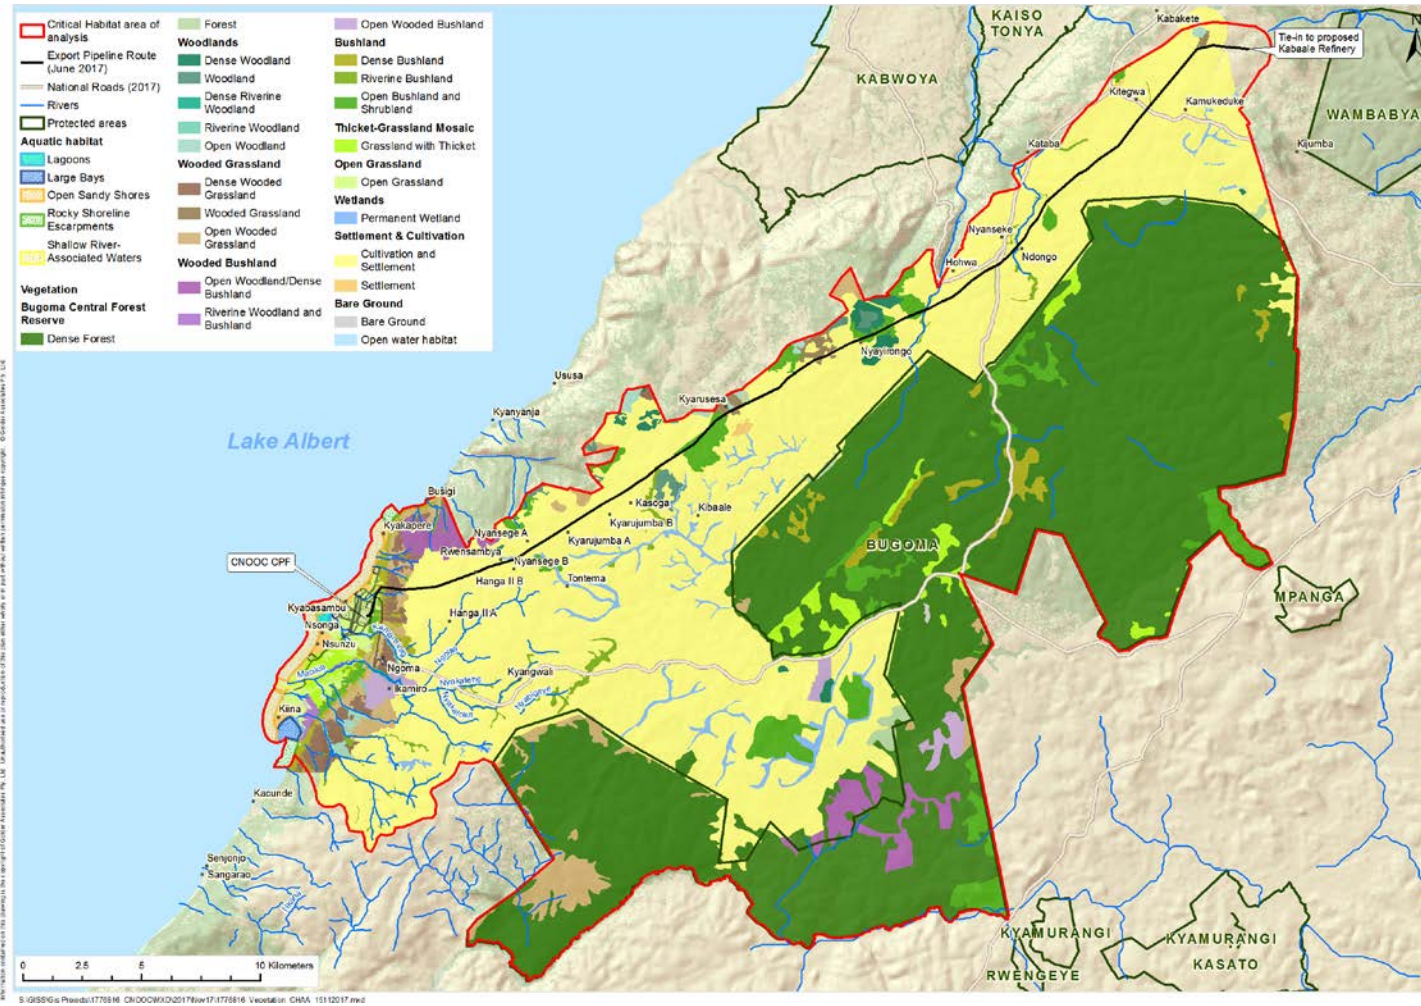 Critical Habitat area of
analysis
Export Pipeline Route
(June 2017)
National Roads (2017)
Rivers
Protected areas
Aquatic habitat
Lagoons
Large Bays
Open Sandy Shores
Rocky Shoreline
Escarpments
Shallow River-
Associated Waters
Vegetation
Bugoma Central Forest
Reserve
Dense Forest
Forest
Woodlands
Dense Woodland
Woodland
Dense Riverine
Woodland
Riverine Woodland
Open Woodland
Wooded Grassland
Dense Wooded
Grassland
Wooded Grassland
Open Wooded
Grassland
Wooded Bushland
Open Woodland/Dense
Bushland
Riverine Woodland and
Bushland
Open Wooded Bushland
Bushland
Dense Bushland
Riverine Bushland
Open Bushland and
Shrubland
Thicket-Grassland Mosaic
Grassland with Thicket
Open Grassland
Open Grassland
Wetlands
Permanent Wetland
Settlement & Cultivation
Cultivation and
Settlement
Settlement
Bare Ground
Bare Ground
Open water habitat
KAISO
TONYA
Kabakete
Tie-in to proposed
Kabaale Refinery
KABWOYA
Kitegwa
Kamukeduke
WAMBABYA
Kataba
Kijumba
Nyanseke
Ndongo
Hohwa
Nyayirongo
Ususa
Kyarusesa
Kyanyanja
Lake Albert
Busigi
Kyakapere
Nyansege A
Kasoga
Kibaale
Kyarujumba B
Kyarujumba A
BUGOMA
Rwensambya
Nyansege B
CNOOC CPF
Hanga II B
Tontema
MPANGA
Kyabasambu
Hanga II A
Nsonga
Nsunzu
Ngoma
Kyangwali
Ikamiro
Kiina
Kacunde
Senjonjo
Sangarao
KYAMURANGI
KYAMURANGI
KASATO
RWENGEYE
0 2.5 5 10 Kilometers